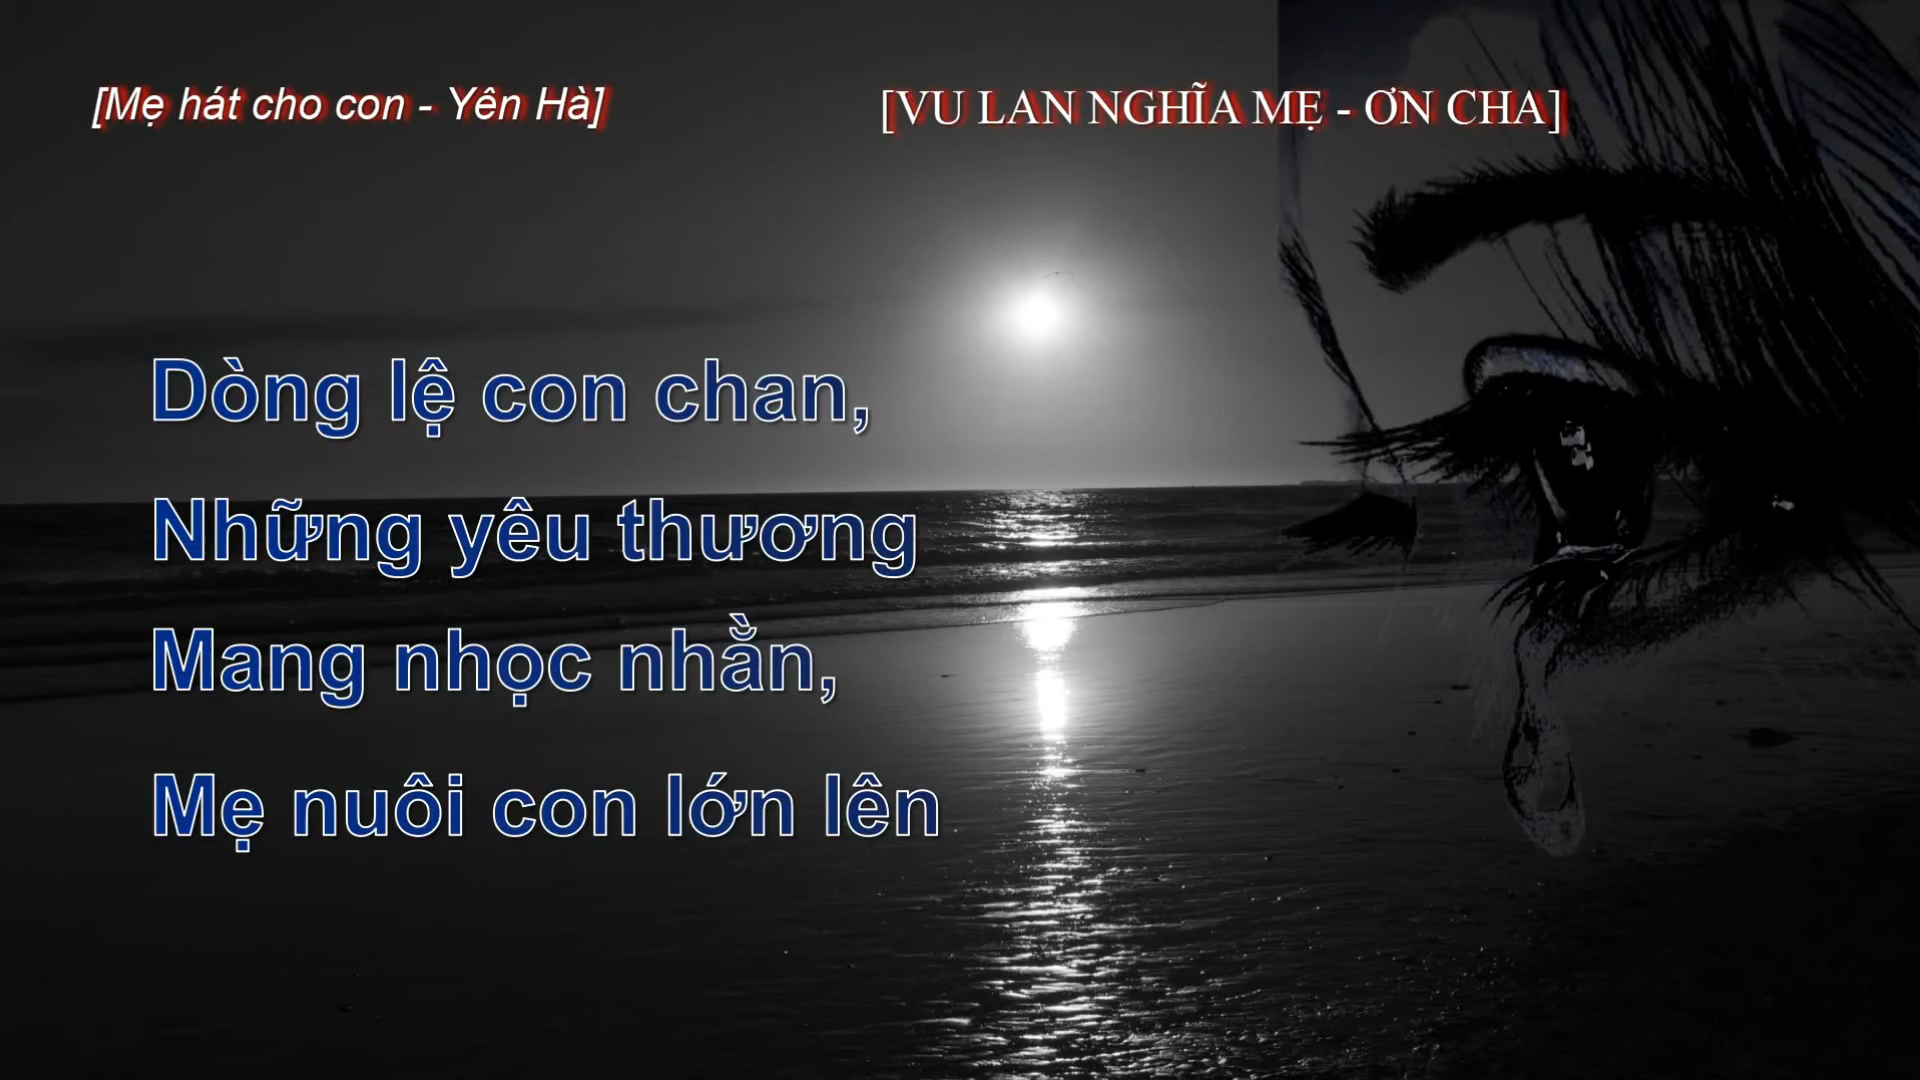 [Mẹ hát cho con - Yên Hà]
[VU LAN NGHĨA MẸ - ƠN CHA]
Dòng lệ con chan,
Những yêu thương
Mang nhọc nhằn,
Mẹ nuôi con lớn lên